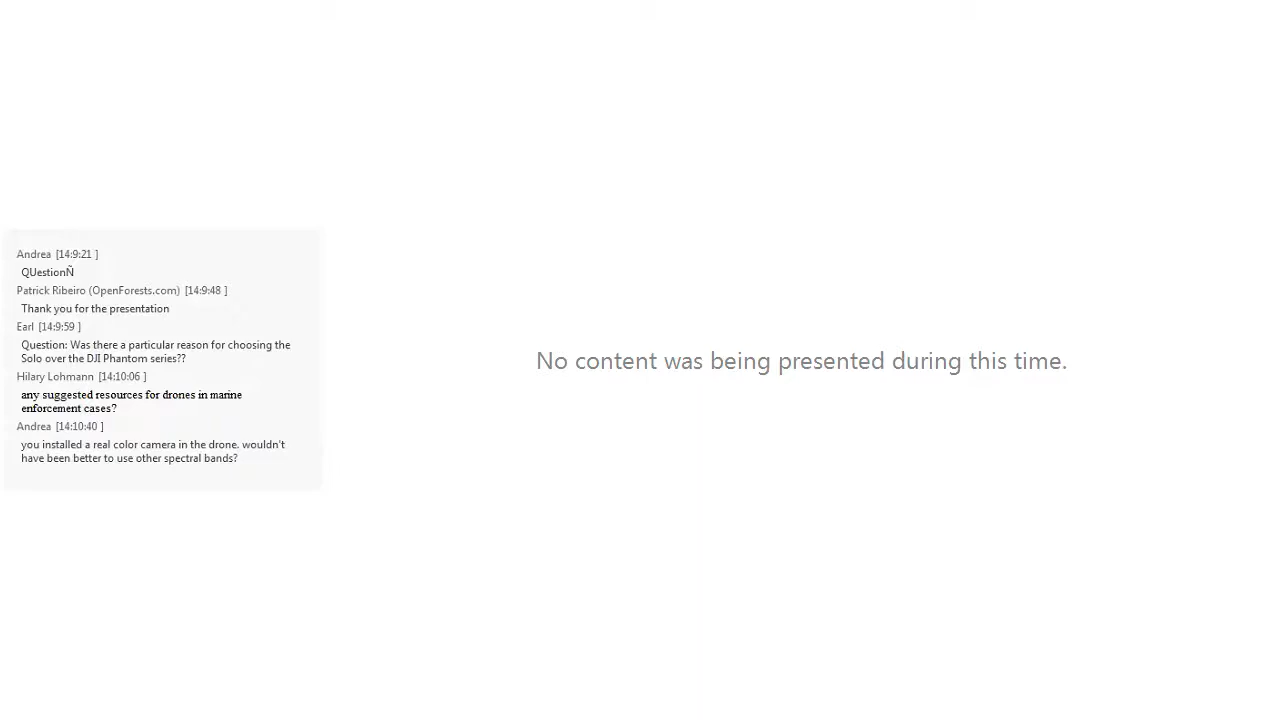 Andrea [14:9:21 ]
QUestionÑ
Patrick Ribeiro (OpenForests.com) [14:9:48 ]
Thank you for the presentation
Earl [14:9:59 ]
Question: Was there a particular reason for choosing the
Solo over the DJI Phantom series??
Hilary Lohmann [14:10:06 ]
any suggested resources for drones in marine
enforcement cases?
Andrea [14:10:40 ]
you installed a real color camera in the drone. wouldn't
have been better to use other spectral bands?
No content was being presented during this time.